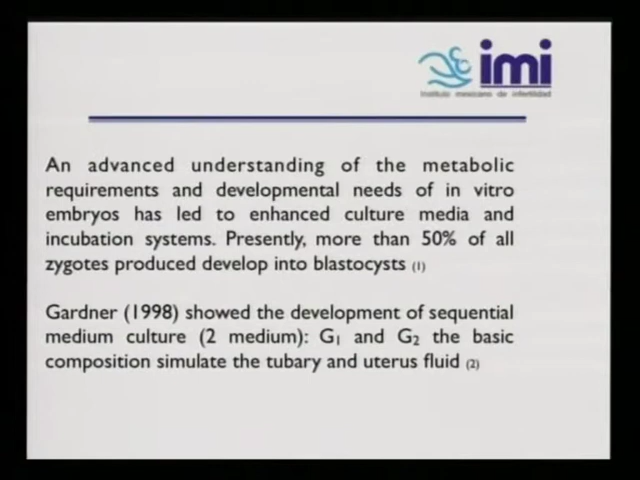 imi
instituto mexicano de infertilidad
An advanced understanding of the metabolic
requirements and developmental needs of in vitro
embryos has led to enhanced culture media and
incubation systems. Presently, more than 50% of all
zygotes produced develop into blastocysts (1)
Gardner (1998) showed the development of sequential
medium culture (2 medium): G₁ and G₂ the basic
composition simulate the tubary and uterus fluid (2)